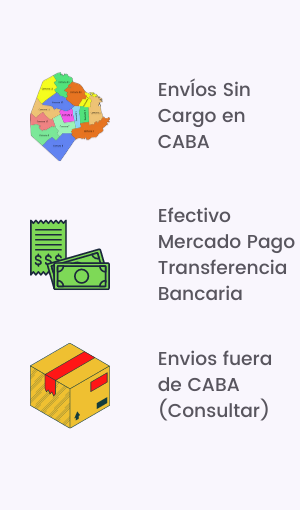 Envíos Sin
Cargo en
CABA
Efectivo
Mercado Pago
Transferencia
Bancaria
$$$
Envios fuera
de CABA
(Consultar)